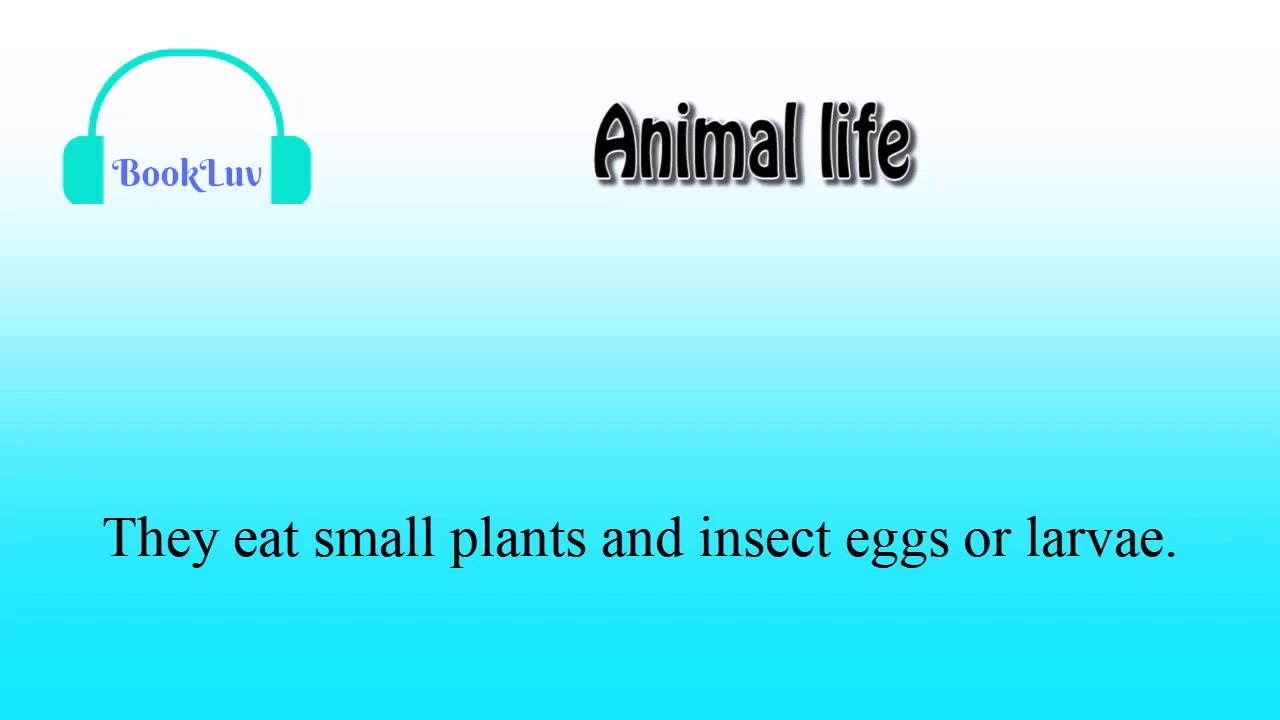 BookLuv
Animal life
They eat small plants and insect eggs or larvae.